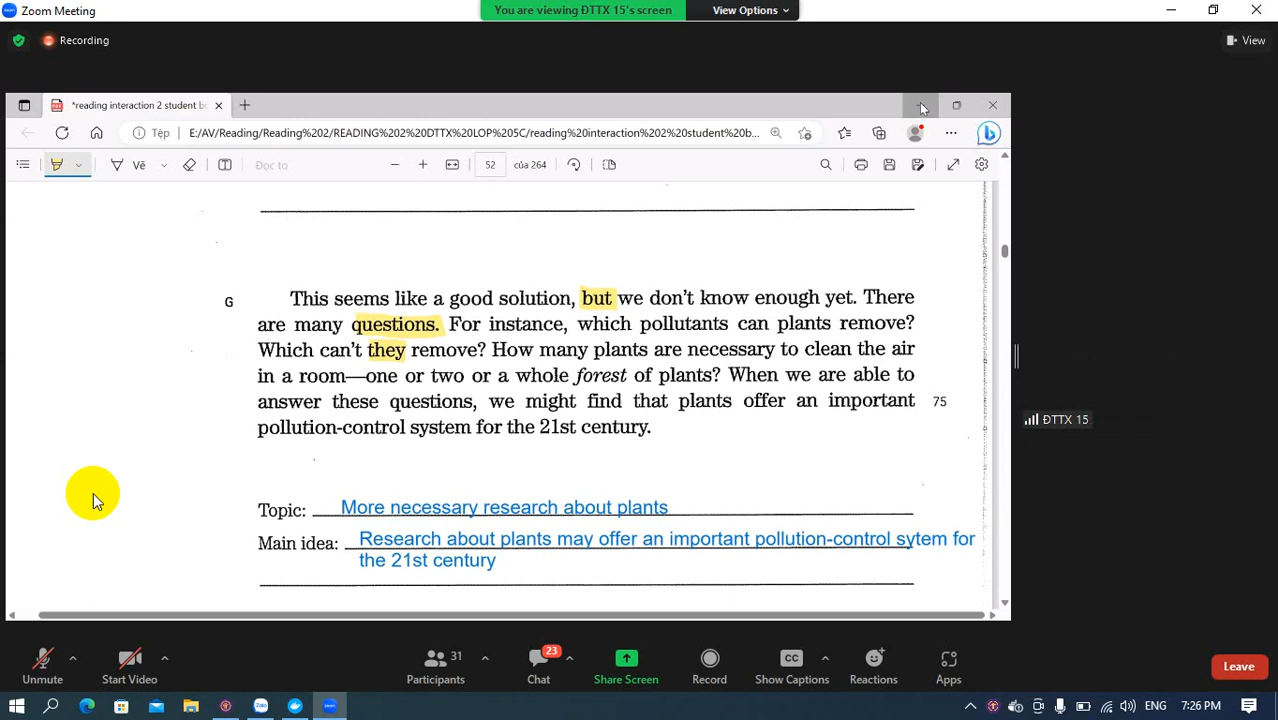 Zoom Meeting
You are viewing ĐTTX 15's screen
View Options
Recording
View
*reading interaction 2 student bo
Tệp
E:/AV/Reading/Reading%202/READING%202%20DTTX%20LOP%205C/reading%20interaction%202%20student%20b...
Vẽ
Đọc to
52
của 264
G
This seems like a good solution, but we don't know enough yet. There
are many questions. For instance, which pollutants can plants remove?
Which can't they remove? How many plants are necessary to clean the air
in a room—one or two or a whole forest of plants? When we are able to
answer these questions, we might find that plants offer an important 75
pollution-control system for the 21st century.
ĐTTX 15
Topic: More necessary research about plants
Main idea: Research about plants may offer an important pollution-control sytem for
the 21st century
Unmute
Start Video
31
Participants
23
Chat
Share Screen
Record
CC
Show Captions
Reactions
Apps
Leave
ENG
7:26 PM